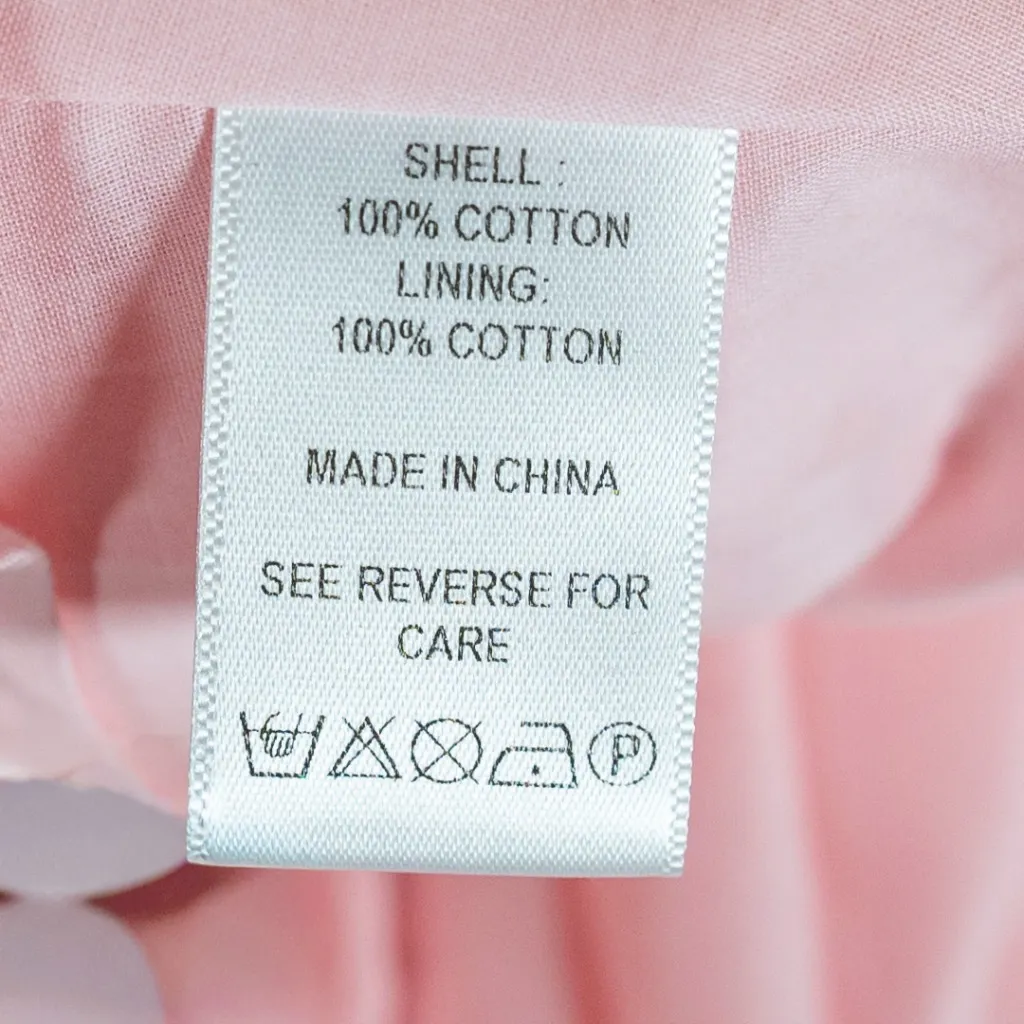 SHELL :
100% COTTON
LINING:
100% COTTON
MADE IN CHINA
SEE REVERSE FOR
CARE
P